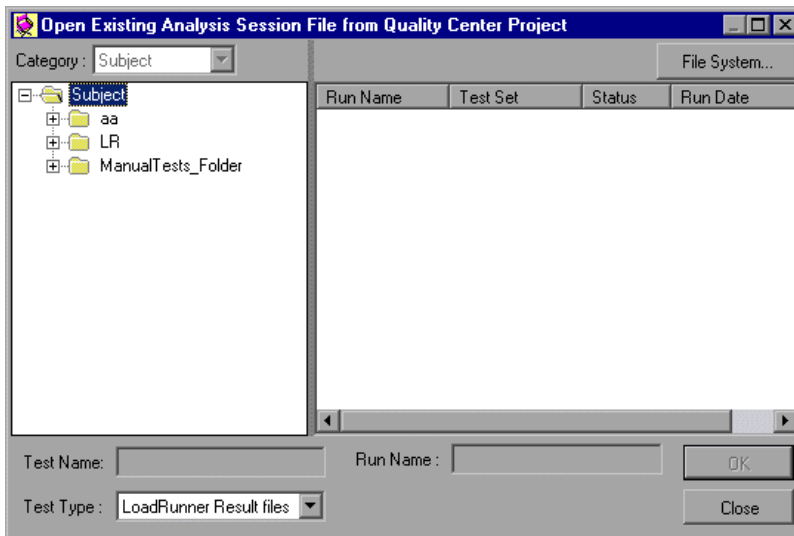 Open Existing Analysis Session File from Quality Center Project
Category : Subject
File System...
Subject
aa
LR
ManualTests_Folder
Run Name Test Set Status Run Date
Test Name:
Run Name :
OK
Test Type : LoadRunner Result files
Close